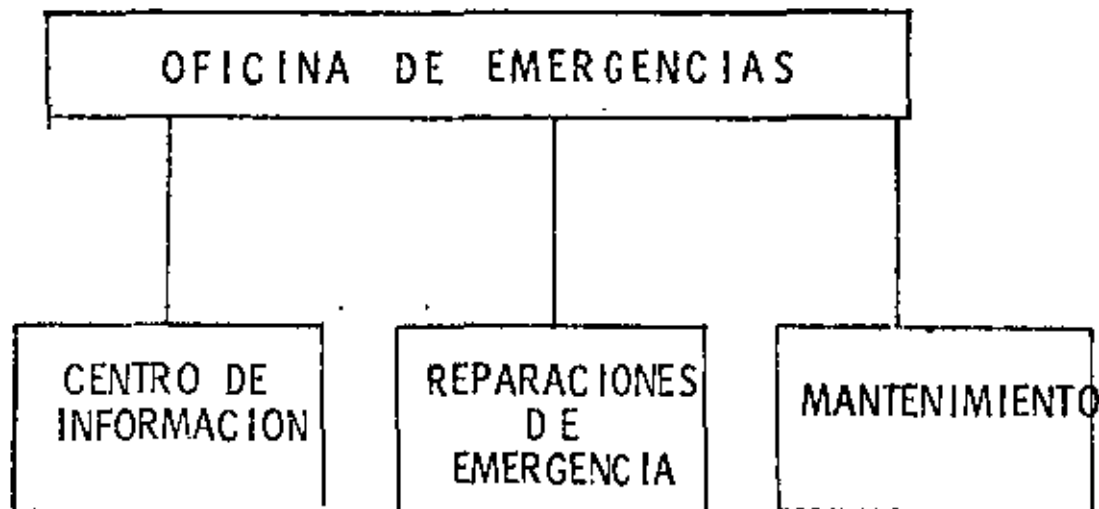 OFICINA DE EMERGENCIAS
CENTRO DE
INFORMACION
REPARACIONES
DE
EMERGENCIA
MANTENIMIENTO